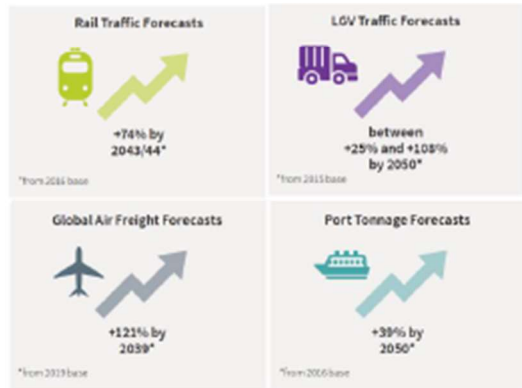 Rail Traffic Forecasts
+74% by
2043/44*
*from 2016 base
LGV Traffic Forecasts
between
+25% and +108%
by 2050*
*from 2015 base
Global Air Freight Forecasts
+121% by
2039*
*from 2019 base
Port Tonnage Forecasts
+39% by
2050*
*from 2016 base